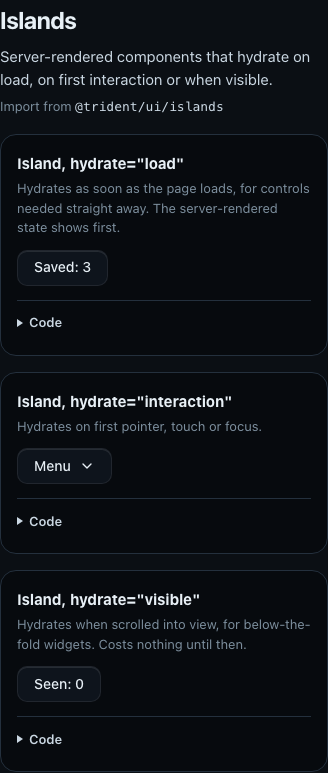 Islands
Server-rendered components that hydrate on
load, on first interaction or when visible.
Import from @trident/ui/islands
Island, hydrate="load"
Hydrates as soon as the page loads, for controls
needed straight away. The server-rendered
state shows first.
Saved: 3
Code
Island, hydrate="interaction"
Hydrates on first pointer, touch or focus.
Menu
Code
Island, hydrate="visible"
Hydrates when scrolled into view, for below-the-
fold widgets. Costs nothing until then.
Seen: 0
Code